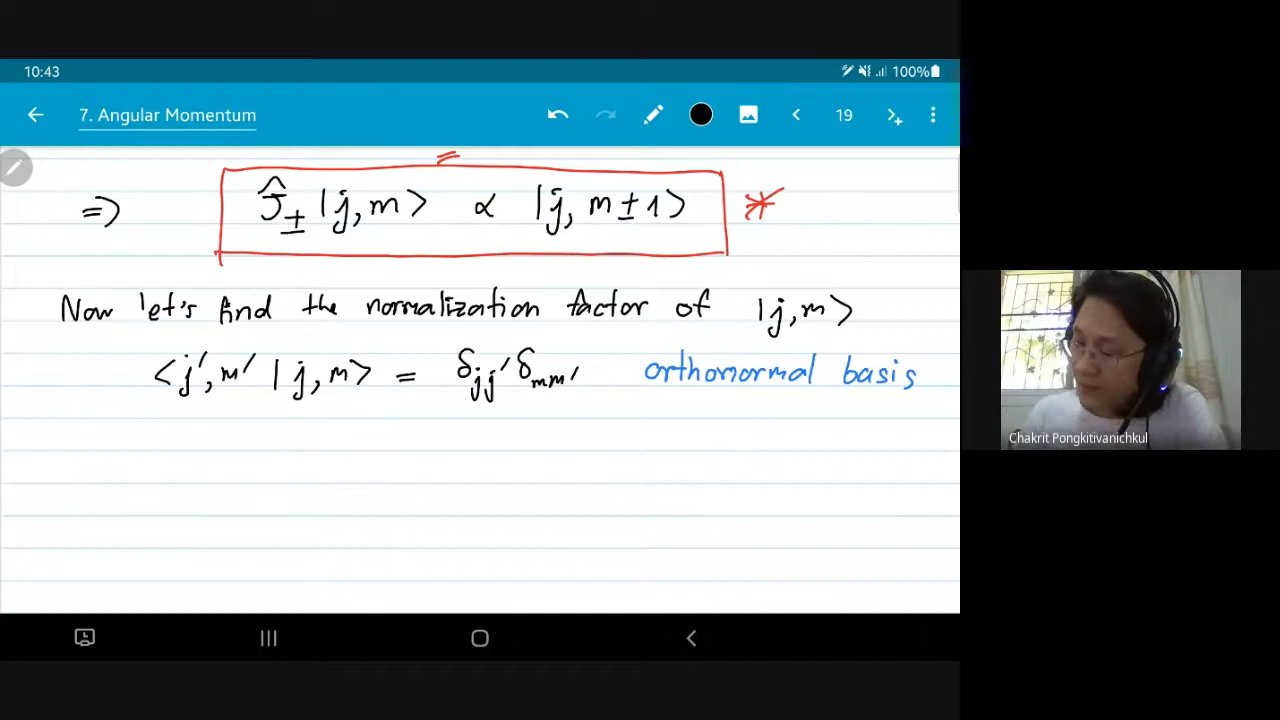 10:43 100%
7. Angular Momentum 19
=> Ĵ± |j,m> ∝ |j, m±1> *
Now let's find the normalization factor of |j,m>
<j',m' |j,m> = δjj' δmm' orthonormal basis
Chakrit Pongkitivanichkul